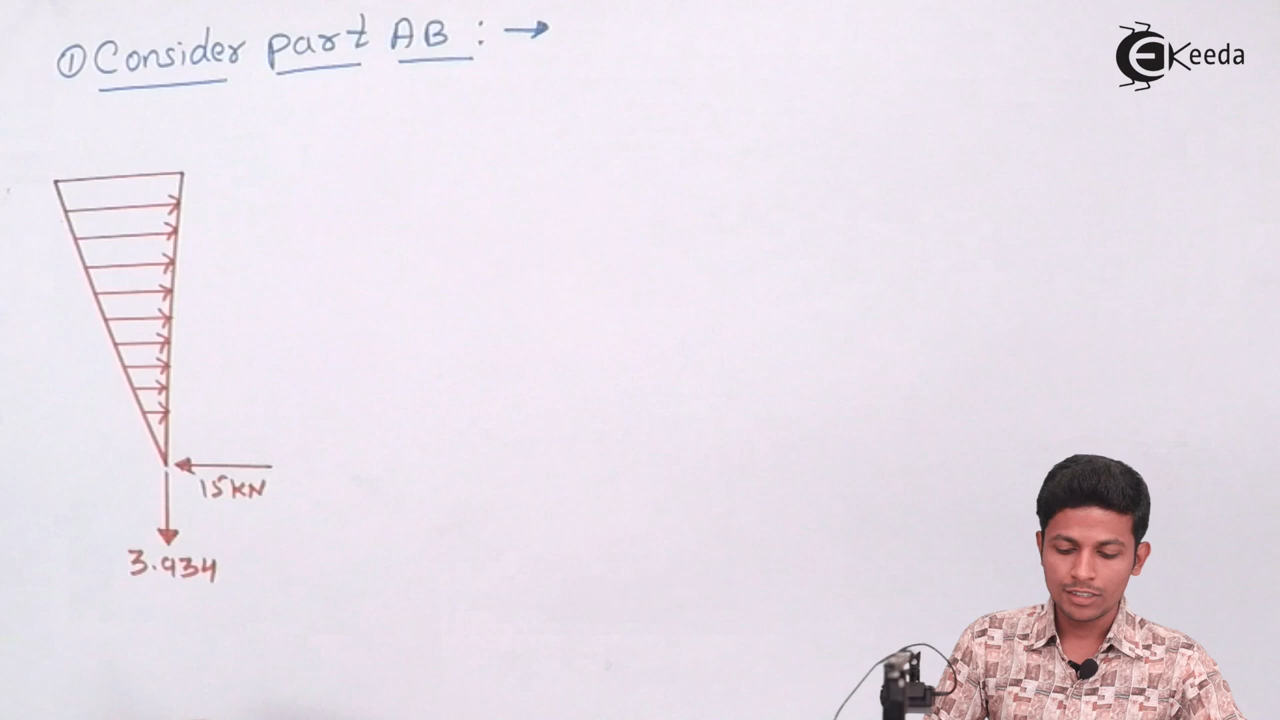 ① Consider part AB : →
EKeeda
15KN
3.934